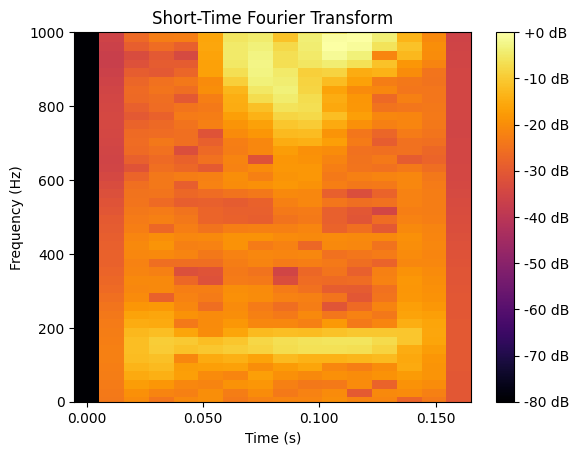 Short-Time Fourier Transform
1000
800
600
400
200
0
Frequency (Hz)
0.000
0.050
0.100
0.150
Time (s)
+0 dB
-10 dB
-20 dB
-30 dB
-40 dB
-50 dB
-60 dB
-70 dB
-80 dB